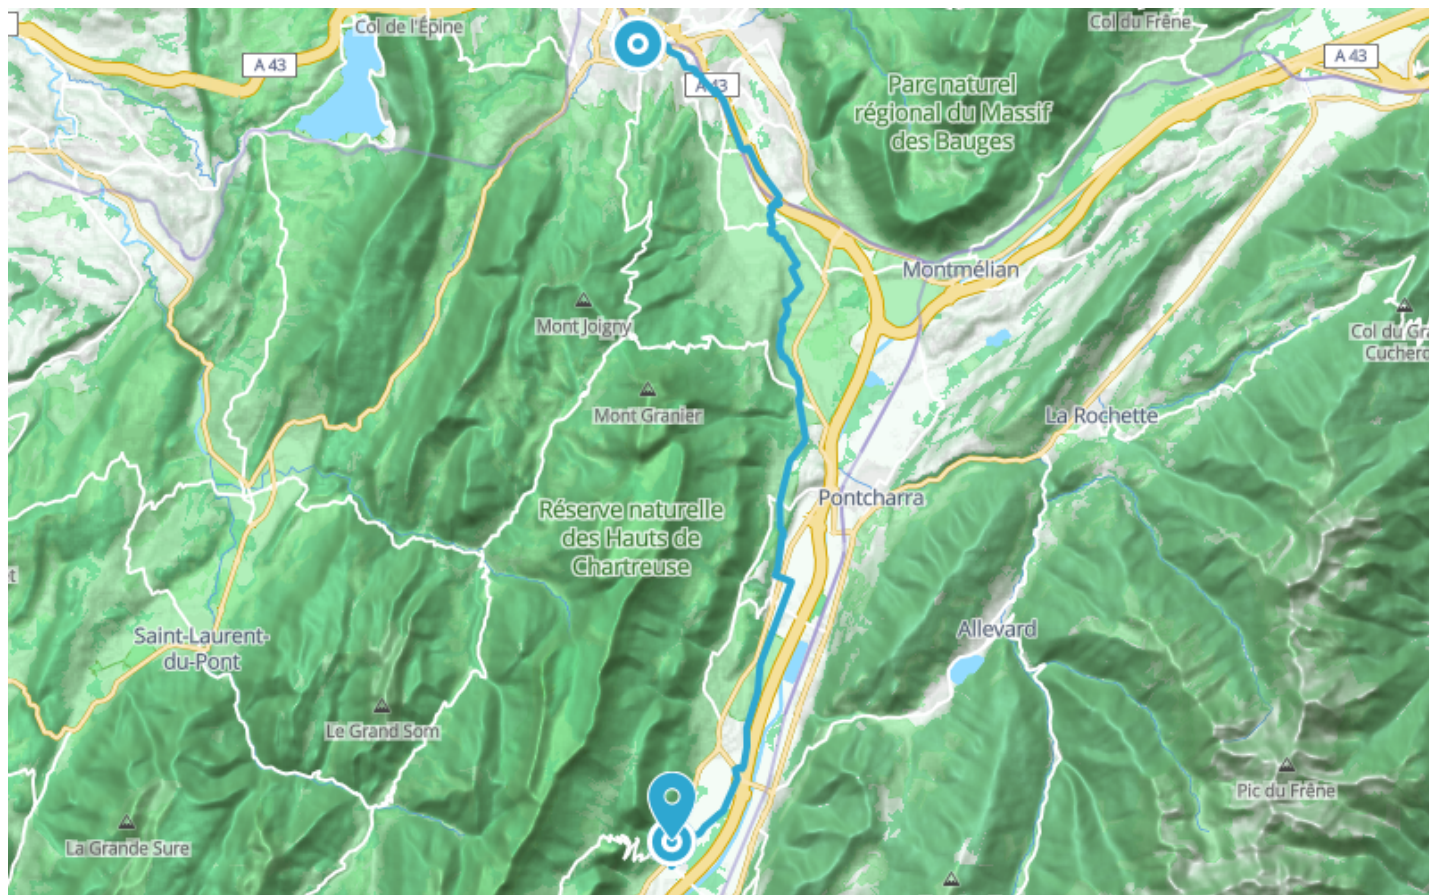 Col de l'Épine
Col du Frêne
A 43
A 43
A 43
Parc naturel
régional du Massif
des Bauges
Montmélian
Mont Joigny
Col du Gra
Cucher
Mont Granier
La Rochette
Pontcharra
Réserve naturelle
des Hauts de
Chartreuse
et
Saint-Laurent-
du-Pont
Allevard
Le Grand Som
Pic du Frêne
La Grande Sure